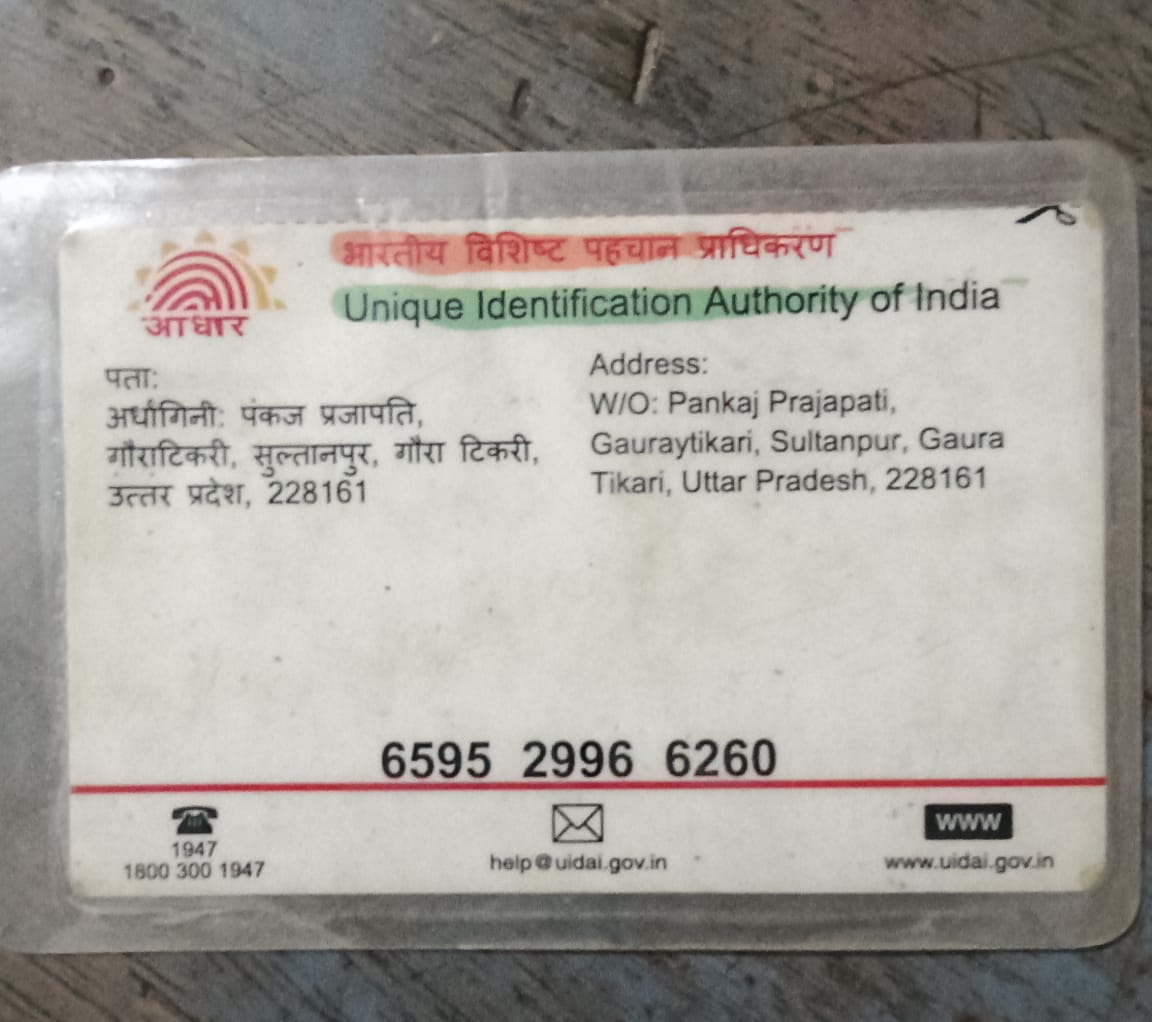 भारतीय विशिष्ट पहचान प्राधिकरण
Unique Identification Authority of India
आधार
पता:
अर्धांगिनी: पंकज प्रजापति,
गौराटिकरी, सुल्तानपुर, गौरा टिकरी,
उत्तर प्रदेश, 228161
Address:
W/O: Pankaj Prajapati,
Gauraytikari, Sultanpur, Gaura
Tikari, Uttar Pradesh, 228161
6595 2996 6260
1947
1800 300 1947
help@uidai.gov.in
www
www.uidai.gov.in